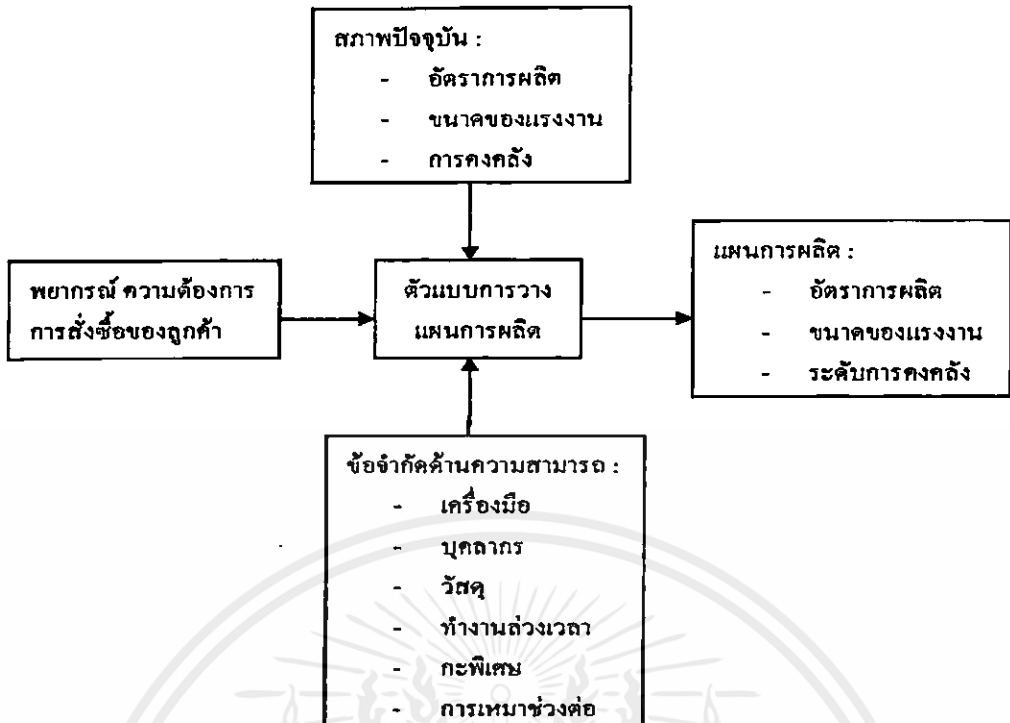 สภาพปัจจุบัน :
- อัตราการผลิต
- ขนาดของแรงงาน
- การคงคลัง
พยากรณ์ ความต้องการ
การสั่งซื้อของลูกค้า
ตัวแบบการวาง
แผนการผลิต
แผนการผลิต :
- อัตราการผลิต
- ขนาดของแรงงาน
- ระดับการคงคลัง
ข้อจำกัดด้านความสามารถ :
- เครื่องมือ
- บุคลากร
- วัสดุ
- ทำงานล่วงเวลา
- กะพิเศษ
- การเหมาช่วงต่อ